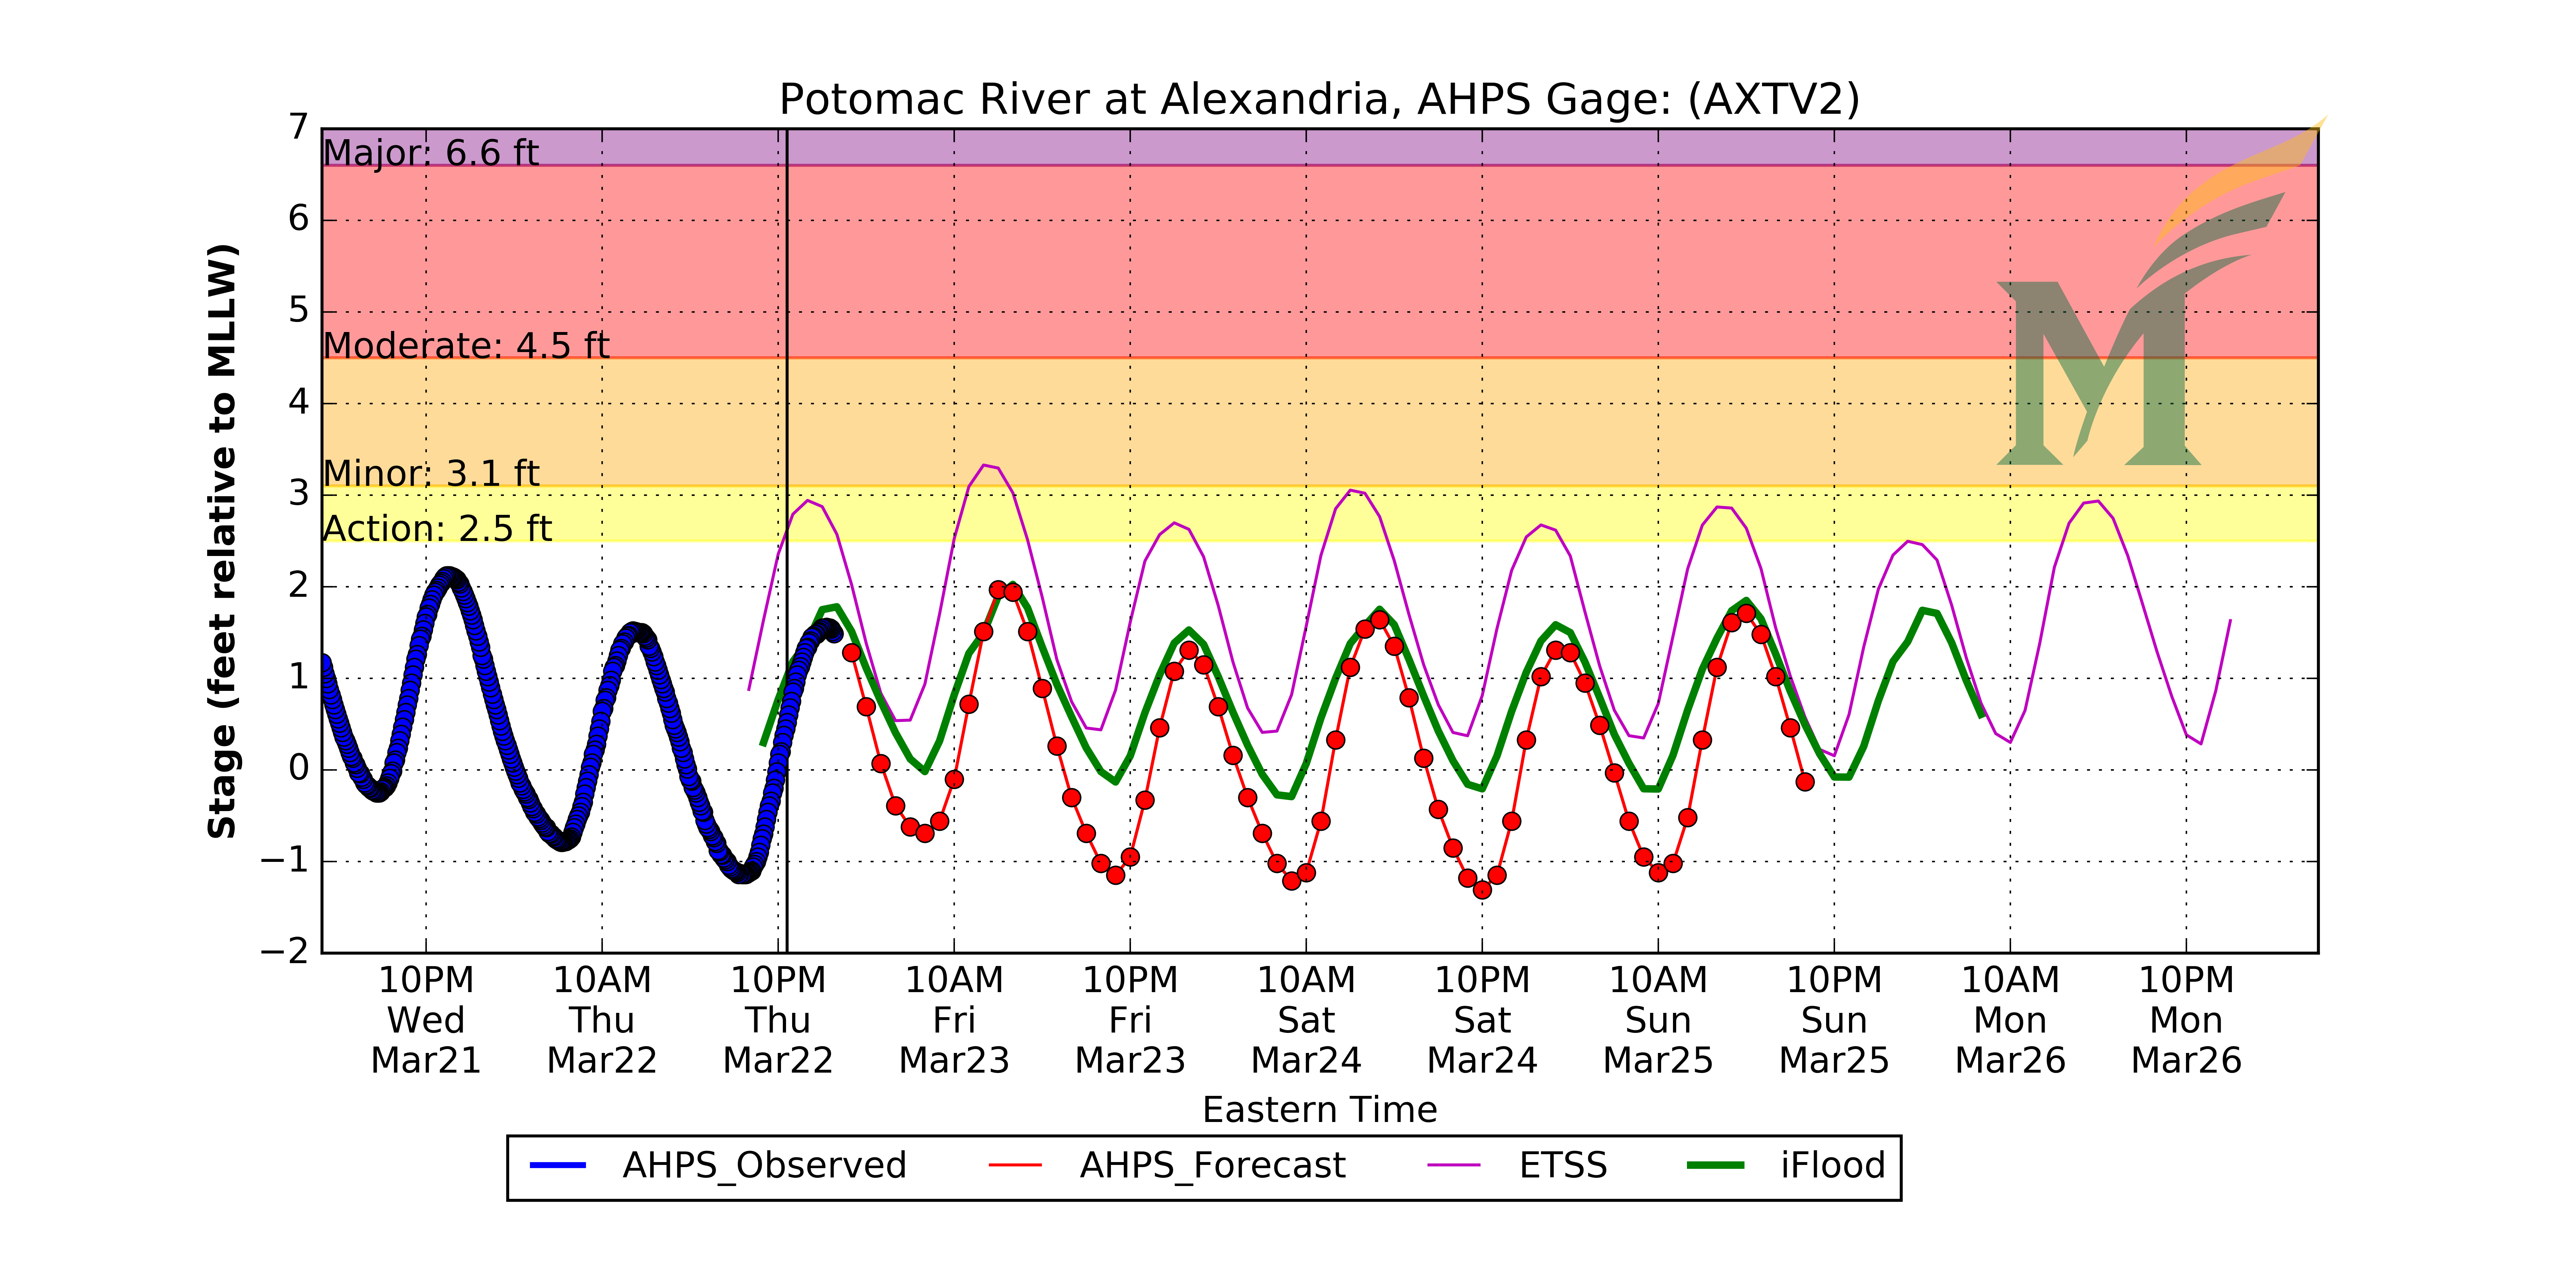 Potomac River at Alexandria, AHPS Gage: (AXTV2)
Stage (feet relative to MLLW)
7
6
5
4
3
2
1
0
−1
−2
Major: 6.6 ft
Moderate: 4.5 ft
Minor: 3.1 ft
Action: 2.5 ft
M
10PM 10AM 10PM 10AM 10PM 10AM 10PM 10AM 10PM 10AM 10PM
Wed Thu Thu Fri Fri Sat Sat Sun Sun Mon Mon
Mar21 Mar22 Mar22 Mar23 Mar23 Mar24 Mar24 Mar25 Mar25 Mar26 Mar26
Eastern Time
AHPS_Observed AHPS_Forecast ETSS iFlood